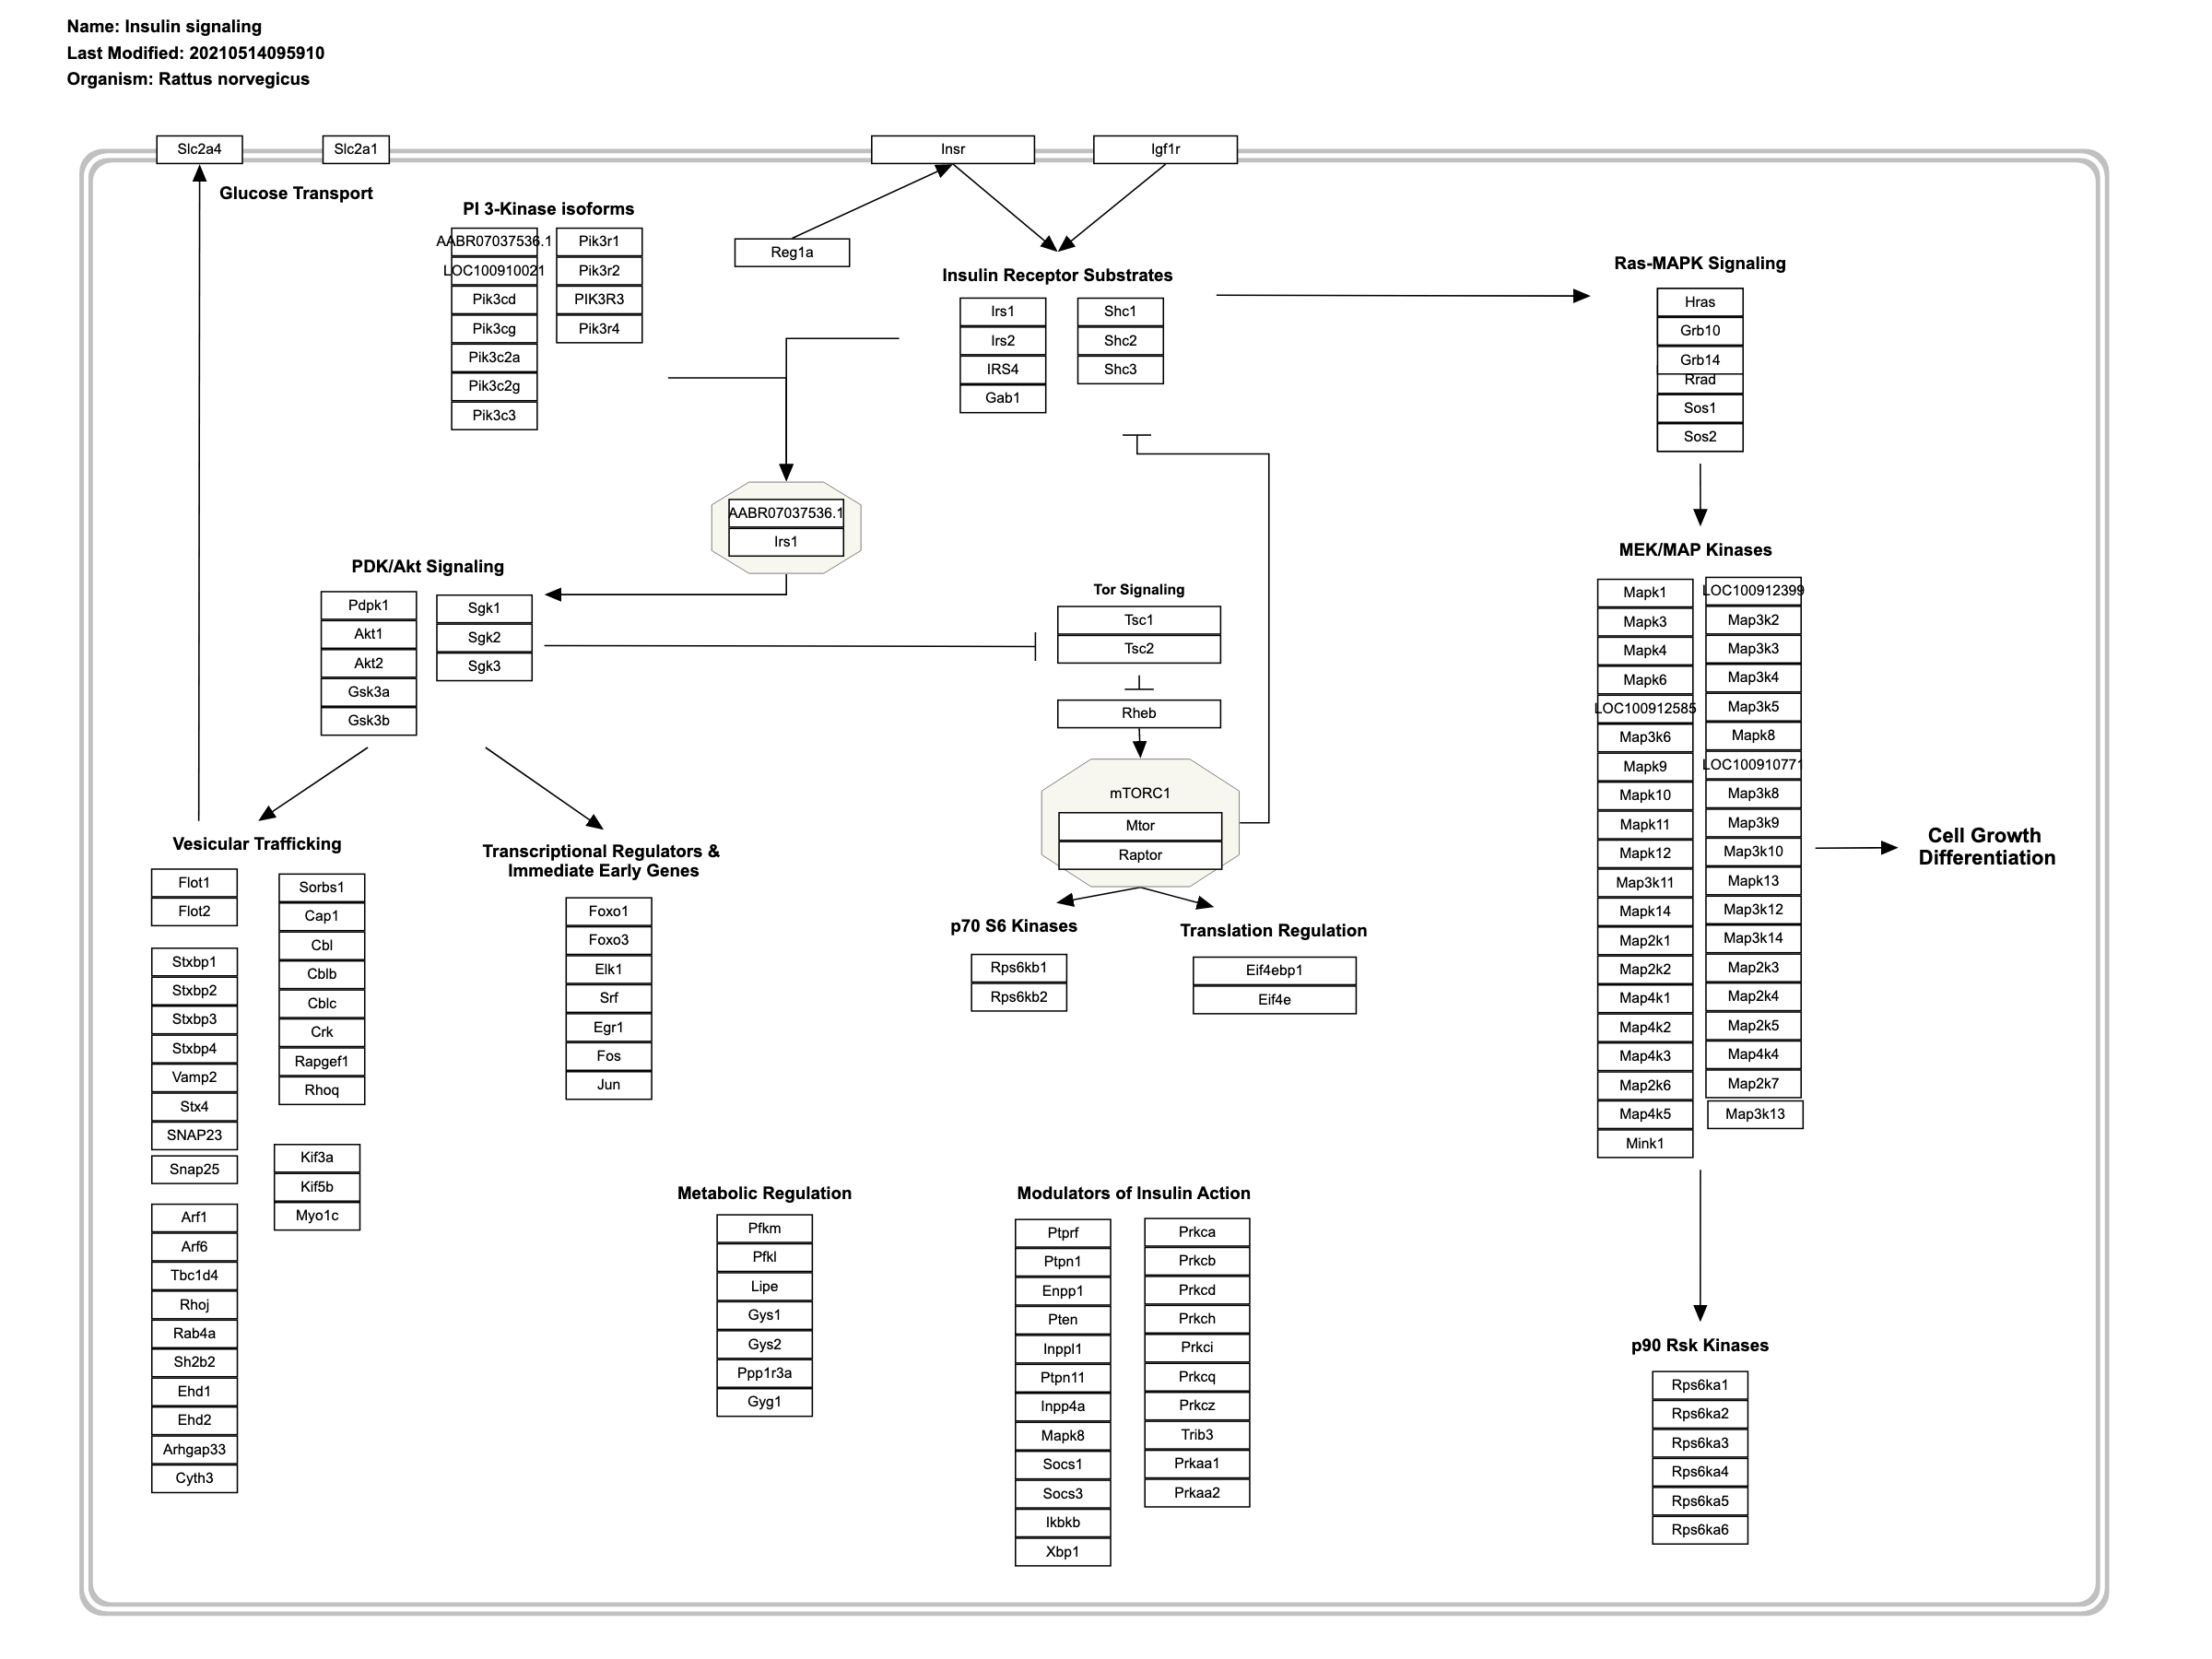 Name: Insulin signaling
Last Modified: 20210514095910
Organism: Rattus norvegicus
Slc2a4
Slc2a1
Insr
Igf1r
Glucose Transport
PI 3-Kinase isoforms
AABR07037536.1
LOC100910021
Pik3cd
Pik3cg
Pik3c2a
Pik3c2g
Pik3c3
Pik3r1
Pik3r2
PIK3R3
Pik3r4
Reg1a
Insulin Receptor Substrates
Irs1
Irs2
IRS4
Gab1
Shc1
Shc2
Shc3
Ras-MAPK Signaling
Hras
Grb10
Grb14
Rrad
Sos1
Sos2
AABR07037536.1
Irs1
PDK/Akt Signaling
Pdpk1
Akt1
Akt2
Gsk3a
Gsk3b
Sgk1
Sgk2
Sgk3
Tor Signaling
Tsc1
Tsc2
Rheb
mTORC1
Mtor
Raptor
MEK/MAP Kinases
Mapk1
Mapk3
Mapk4
Mapk6
LOC100912585
Map3k6
Mapk9
Mapk10
Mapk11
Mapk12
Map3k11
Mapk14
Map2k1
Map2k2
Map4k1
Map4k2
Map4k3
Map2k6
Map4k5
Mink1
LOC100912399
Map3k2
Map3k3
Map3k4
Map3k5
Mapk8
LOC100910771
Map3k8
Map3k9
Map3k10
Mapk13
Map3k12
Map3k14
Map2k3
Map2k4
Map2k5
Map4k4
Map2k7
Map3k13
Cell Growth
Differentiation
Vesicular Trafficking
Flot1
Flot2
Stxbp1
Stxbp2
Stxbp3
Stxbp4
Vamp2
Stx4
SNAP23
Snap25
Arf1
Arf6
Tbc1d4
Rhoj
Rab4a
Sh2b2
Ehd1
Ehd2
Arhgap33
Cyth3
Sorbs1
Cap1
Cbl
Cblb
Cblc
Crk
Rapgef1
Rhoq
Kif3a
Kif5b
Myo1c
Transcriptional Regulators &
Immediate Early Genes
Foxo1
Foxo3
Elk1
Srf
Egr1
Fos
Jun
p70 S6 Kinases
Rps6kb1
Rps6kb2
Translation Regulation
Eif4ebp1
Eif4e
Metabolic Regulation
Pfkm
Pfkl
Lipe
Gys1
Gys2
Ppp1r3a
Gyg1
Modulators of Insulin Action
Ptprf
Ptpn1
Enpp1
Pten
Inppl1
Ptpn11
Inpp4a
Mapk8
Socs1
Socs3
Ikbkb
Xbp1
Prkca
Prkcb
Prkcd
Prkch
Prkci
Prkcq
Prkcz
Trib3
Prkaa1
Prkaa2
p90 Rsk Kinases
Rps6ka1
Rps6ka2
Rps6ka3
Rps6ka4
Rps6ka5
Rps6ka6